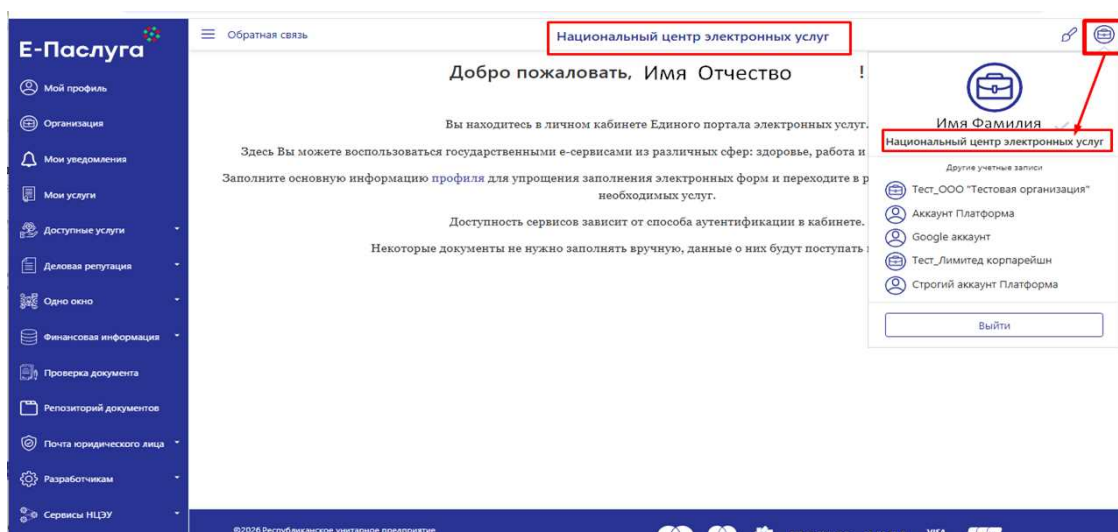 Е-Паслуга
Мой профиль
Организация
Мои уведомления
Мои услуги
Доступные услуги
Деловая репутация
Одно окно
Финансовая информация
Проверка документа
Репозиторий документов
Почта юридического лица
Разработчикам
Сервисы НЦЭУ
Обратная связь
Национальный центр электронных услуг
Добро пожаловать, Имя Отчество !
Вы находитесь в личном кабинете Единого портала электронных услуг.
Здесь Вы можете воспользоваться государственными е-сервисами из различных сфер: здоровье, работа и
Заполните основную информацию профиля для упрощения заполнения электронных форм и переходите в р
необходимых услуг.
Доступность сервисов зависит от способа аутентификации в кабинете.
Некоторые документы не нужно заполнять вручную, данные о них будут поступать
Имя Фамилия
Национальный центр электронных услуг
Другие учетные записи
Тест_ООО "Тестовая организация"
Аккаунт Платформа
Google аккаунт
Тест_Лимитед корпарейшн
Строгий аккаунт Платформа
Выйти
©2026 Республиканское унитарное предприятие
VISA